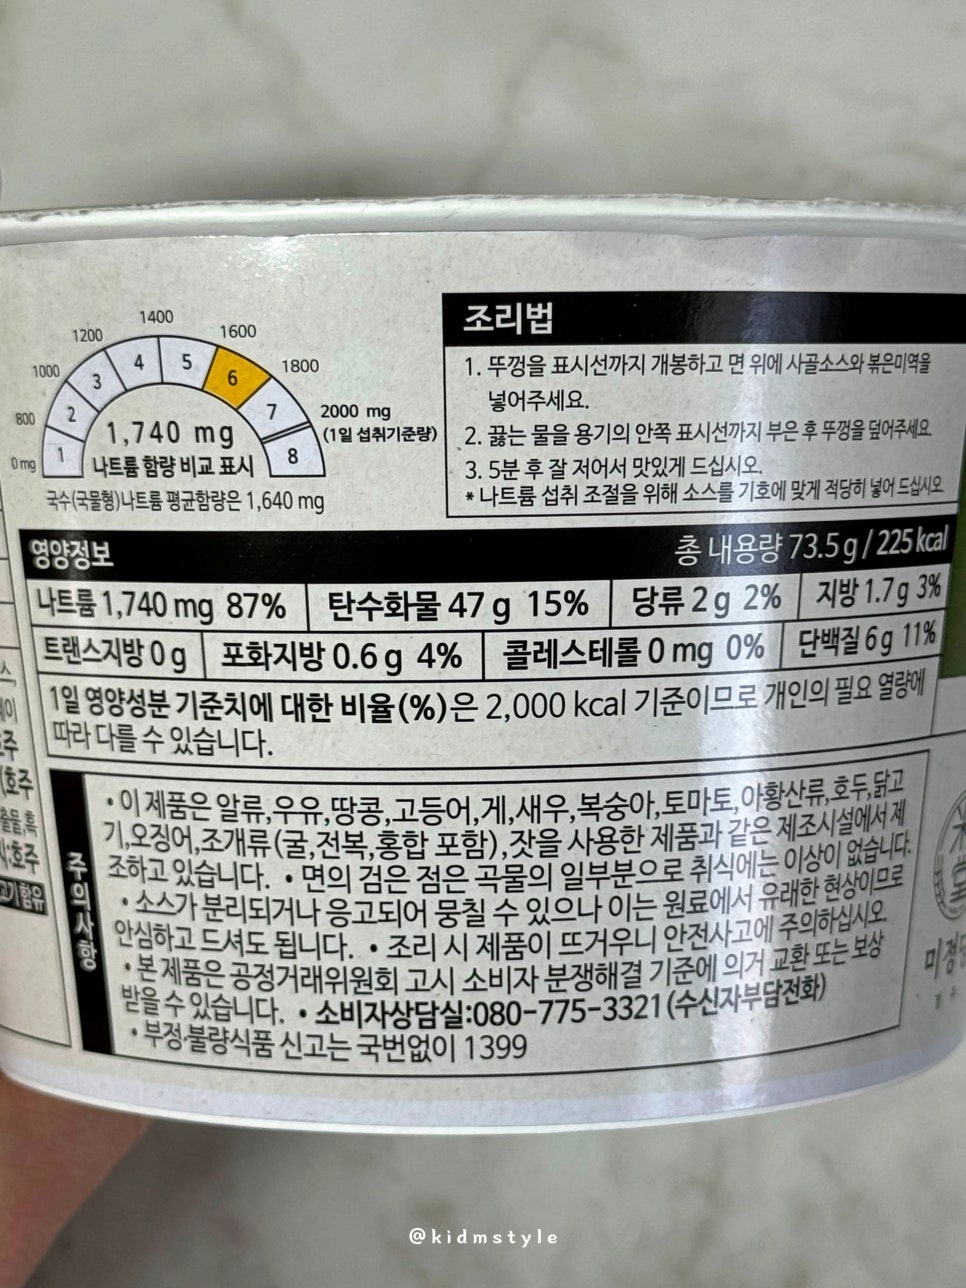 1400
1200
1600
1000
1800
800
2000 mg
(1일 섭취기준량)
0 mg
1
2
3
4
5
6
7
8
1,740 mg
나트륨 함량 비교 표시
국수(국물형)나트륨 평균함량은 1,640 mg
조리법
1. 뚜껑을 표시선까지 개봉하고 면 위에 사골소스와 볶은미역을
넣어주세요.
2. 끓는 물을 용기의 안쪽 표시선까지 부은 후 뚜껑을 덮어주세요.
3. 5분 후 잘 저어서 맛있게 드십시오.
* 나트륨 섭취 조절을 위해 소스를 기호에 맞게 적당히 넣어 드십시오.
영양정보 총 내용량 73.5 g / 225 kcal
나트륨 1,740 mg 87% 탄수화물 47 g 15% 당류 2 g 2% 지방 1.7 g 3%
트랜스지방 0 g 포화지방 0.6 g 4% 콜레스테롤 0 mg 0% 단백질 6 g 11%
1일 영양성분 기준치에 대한 비율(%)은 2,000 kcal 기준이므로 개인의 필요 열량에
따라 다를 수 있습니다.
주의사항
• 이 제품은 알류,우유,땅콩,고등어,게,새우,복숭아,토마토,아황산류,호두,닭고
기,오징어,조개류(굴,전복,홍합 포함),잣을 사용한 제품과 같은 제조시설에서 제
조하고 있습니다. • 면의 검은 점은 곡물의 일부분으로 취식에는 이상이 없습니다.
• 소스가 분리되거나 응고되어 뭉칠 수 있으나 이는 원료에서 유래한 현상이므로
안심하고 드셔도 됩니다. • 조리 시 제품이 뜨거우니 안전사고에 주의하십시오.
• 본 제품은 공정거래위원회 고시 소비자 분쟁해결 기준에 의거 교환 또는 보상
받을 수 있습니다. • 소비자상담실:080-775-3321(수신자부담전화)
• 부정·불량식품 신고는 국번없이 1399
호주
(호주
호주
고기함유
미정
@kidmstyle